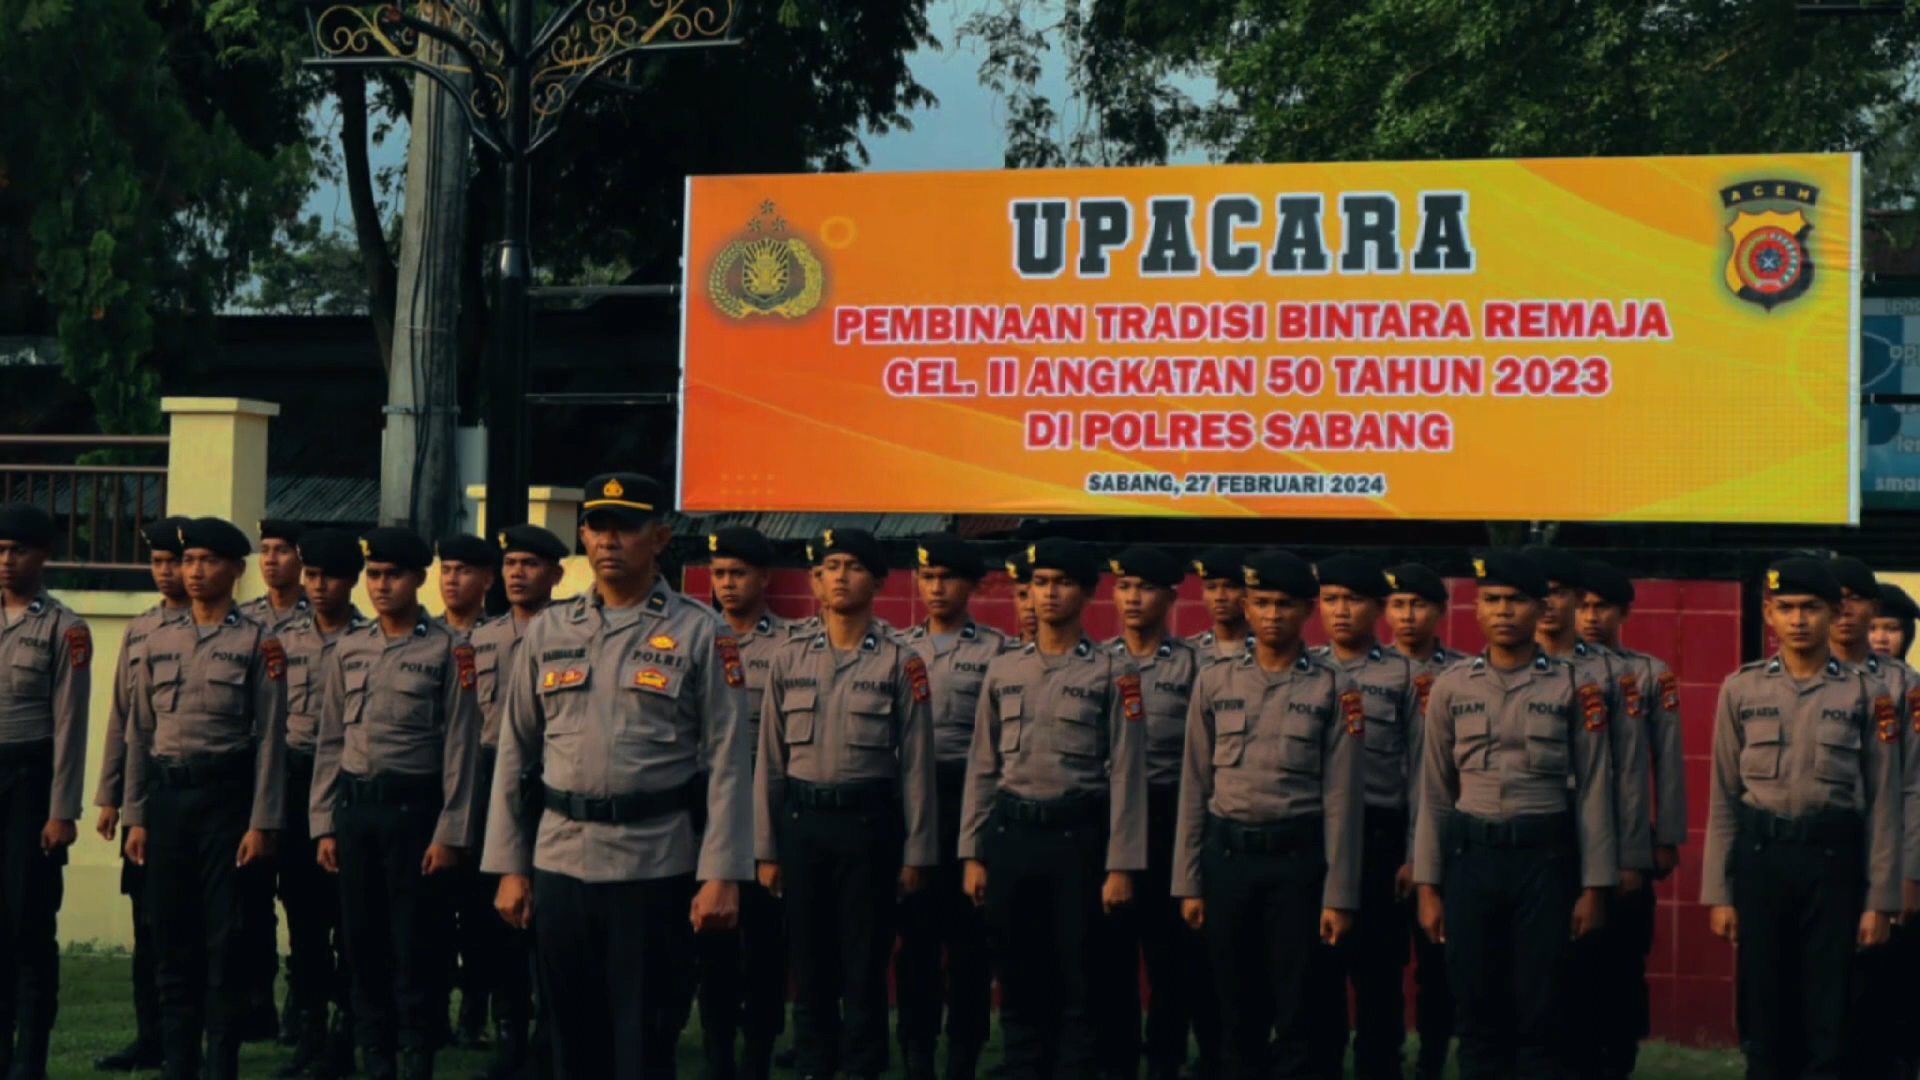 UPACARA
ACEH
PEMBINAAN TRADISI BINTARA REMAJA
GEL. II ANGKATAN 50 TAHUN 2023
DI POLRES SABANG
SABANG, 27 FEBRUARI 2024
POLRI
POLRI
RIAN